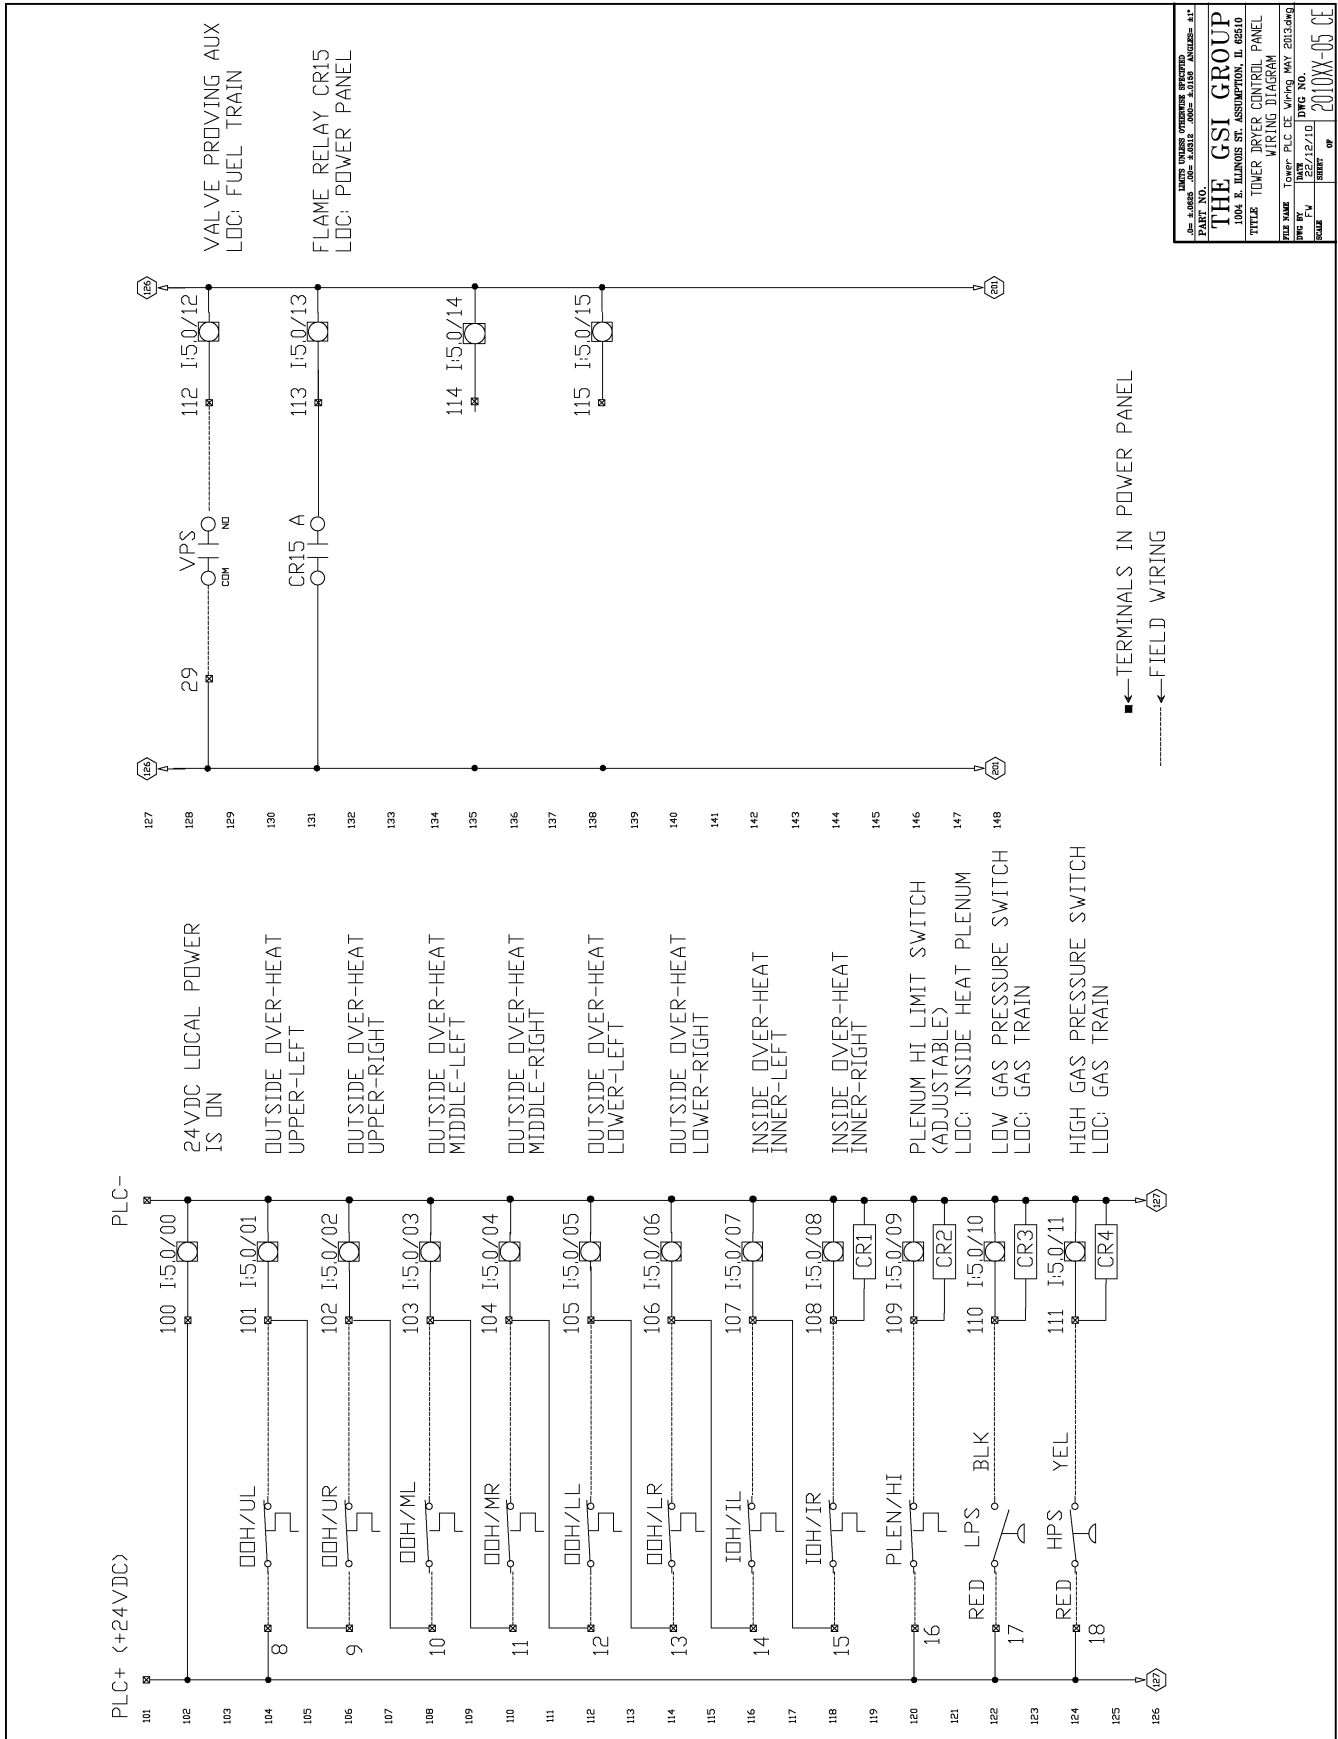 PLC+ (+24VDC)
PLC-
101
102
100 I:5.0/00
24VDC LOCAL POWER
IS ON
103
104
8
OOH/UL
101 I:5.0/01
OUTSIDE OVER-HEAT
UPPER-LEFT
105
106
9
OOH/UR
102 I:5.0/02
OUTSIDE OVER-HEAT
UPPER-RIGHT
107
108
10
OOH/ML
103 I:5.0/03
OUTSIDE OVER-HEAT
MIDDLE-LEFT
109
110
11
OOH/MR
104 I:5.0/04
OUTSIDE OVER-HEAT
MIDDLE-RIGHT
111
112
12
OOH/LL
105 I:5.0/05
OUTSIDE OVER-HEAT
LOWER-LEFT
113
114
13
OOH/LR
106 I:5.0/06
OUTSIDE OVER-HEAT
LOWER-RIGHT
115
116
14
IOH/IL
107 I:5.0/07
INSIDE OVER-HEAT
INNER-LEFT
117
118
15
IOH/IR
108 I:5.0/08
INSIDE OVER-HEAT
INNER-RIGHT
119
CR1
120
16
PLEN/HI
109 I:5.0/09
PLENUM HI LIMIT SWITCH
(ADJUSTABLE)
LOC: INSIDE HEAT PLENUM
121
CR2
122
17
RED LPS BLK
110 I:5.0/10
LOW GAS PRESSURE SWITCH
LOC: GAS TRAIN
123
CR3
124
18
RED HPS YEL
111 I:5.0/11
HIGH GAS PRESSURE SWITCH
LOC: GAS TRAIN
125
CR4
126
127
127
127
126
126
128
29
VPS
COM NO
112 I:5.0/12
VALVE PROVING AUX
LOC: FUEL TRAIN
129
130
131
CR15 A
113 I:5.0/13
FLAME RELAY CR15
LOC: POWER PANEL
132
133
134
135
114 I:5.0/14
136
137
138
115 I:5.0/15
139
140
141
142
143
144
145
146
147
148
201
201
TERMINALS IN POWER PANEL
FIELD WIRING
LIMITS UNLESS OTHERWISE SPECIFIED
.0= ±.0625 .00= ±.0312 .000= ±.0156 ANGLES= ±1°
PART NO.
THE GSI GROUP
1004 E. ILLINOIS ST. ASSUMPTION, IL 62510
TITLE TOWER DRYER CONTROL PANEL
WIRING DIAGRAM
FILE NAME Tower PLC CE Wiring MAY 2013.dwg
DWG BY FW
DATE 22/12/10
DWG NO. 2010XX-05 CE
SCALE
SHEET OF